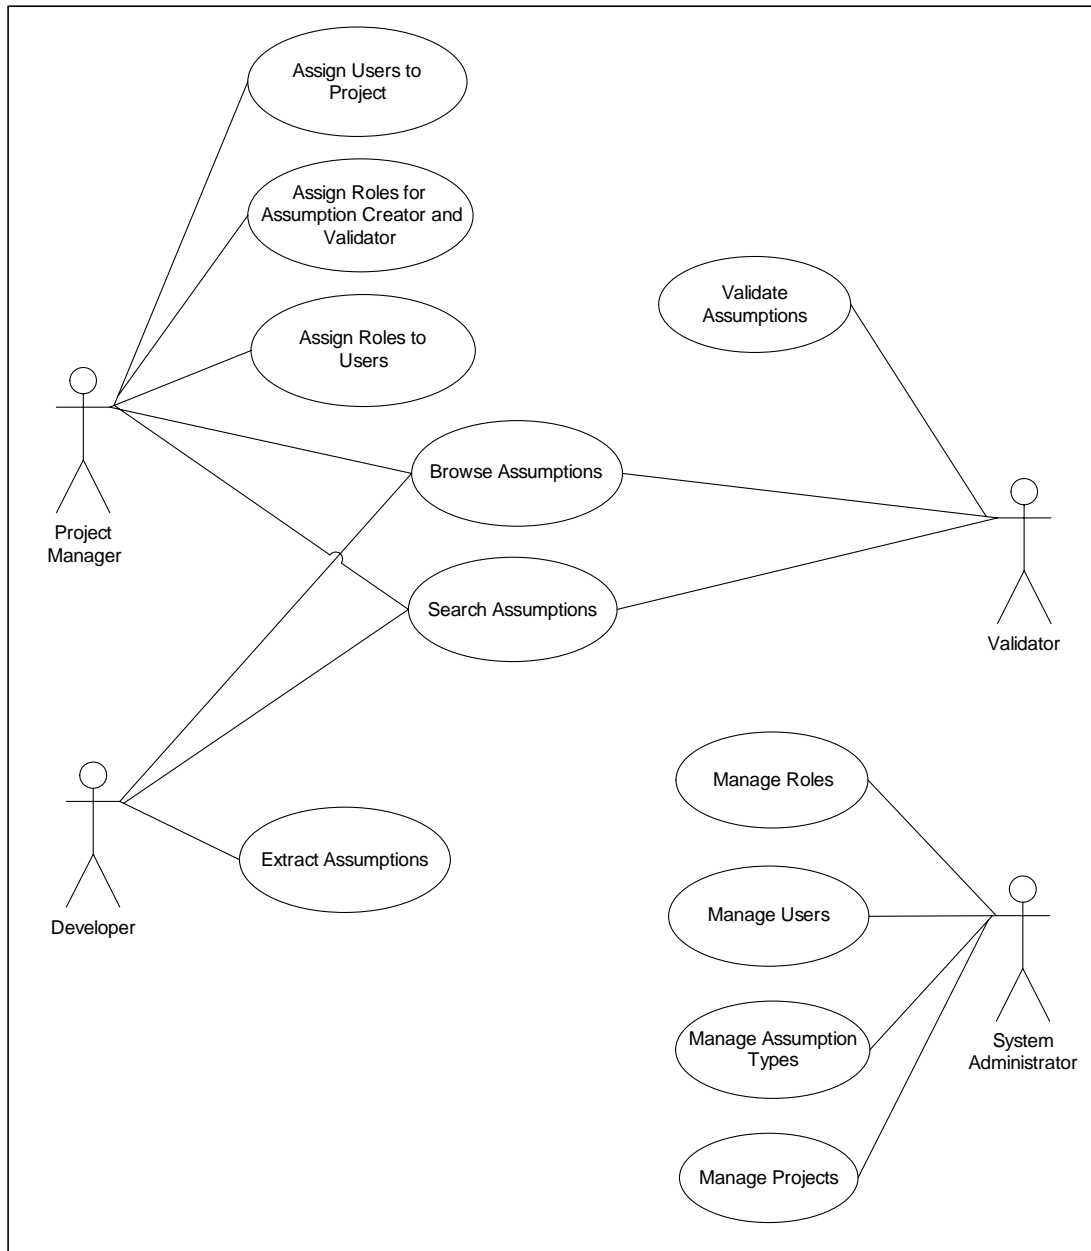 Assign Users to
Project
Assign Roles for
Assumption Creator and
Validator
Validate
Assumptions
Assign Roles to
Users
Browse Assumptions
Project
Manager
Search Assumptions
Validator
Manage Roles
Extract Assumptions
Developer
Manage Users
Manage Assumption
Types
System
Administrator
Manage Projects